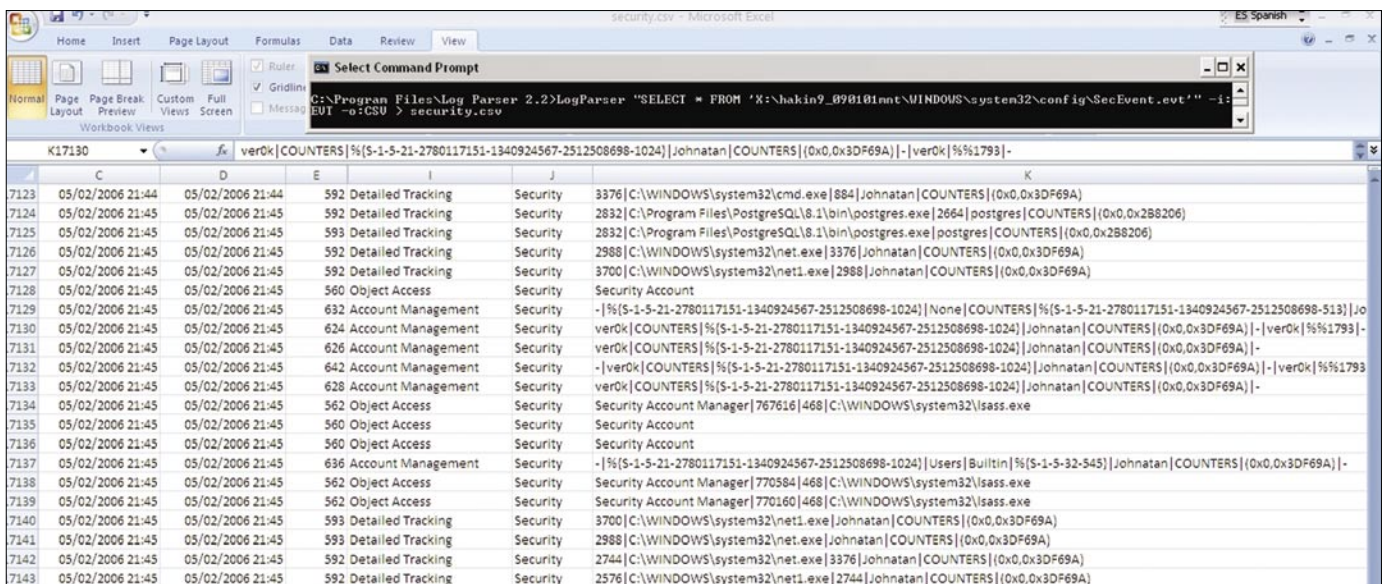 security.csv - Microsoft Excel
ES Spanish
Home Insert Page Layout Formulas Data Review View
Normal
Page Layout
Page Break Preview
Custom Views
Full Screen
Workbook Views
Ruler
Gridline
Messag
Select Command Prompt
C:\Program Files\Log Parser 2.2>LogParser "SELECT * FROM 'X:\hakin9_090101mnt\WINDOWS\system32\config\SecEvent.evt'" -i:
EVT -o:CSV > security.csv
K17130 fx ver0k|COUNTERS|%{S-1-5-21-2780117151-1340924567-2512508698-1024}|Johnatan|COUNTERS|(0x0,0x3DF69A)|-|ver0k|%%1793|-
C D E I J K
7123 05/02/2006 21:44 05/02/2006 21:44 592 Detailed Tracking Security 3376|C:\WINDOWS\system32\cmd.exe|884|Johnatan|COUNTERS|(0x0,0x3DF69A)
7124 05/02/2006 21:45 05/02/2006 21:45 592 Detailed Tracking Security 2832|C:\Program Files\PostgreSQL\8.1\bin\postgres.exe|2664|postgres|COUNTERS|(0x0,0x2B8206)
7125 05/02/2006 21:45 05/02/2006 21:45 593 Detailed Tracking Security 2832|C:\Program Files\PostgreSQL\8.1\bin\postgres.exe|postgres|COUNTERS|(0x0,0x2B8206)
7126 05/02/2006 21:45 05/02/2006 21:45 592 Detailed Tracking Security 2988|C:\WINDOWS\system32\net.exe|3376|Johnatan|COUNTERS|(0x0,0x3DF69A)
7127 05/02/2006 21:45 05/02/2006 21:45 592 Detailed Tracking Security 3700|C:\WINDOWS\system32\net1.exe|2988|Johnatan|COUNTERS|(0x0,0x3DF69A)
7128 05/02/2006 21:45 05/02/2006 21:45 560 Object Access Security Security Account
7129 05/02/2006 21:45 05/02/2006 21:45 632 Account Management Security -|%{S-1-5-21-2780117151-1340924567-2512508698-1024}|None|COUNTERS|%{S-1-5-21-2780117151-1340924567-2512508698-513}|Jo
7130 05/02/2006 21:45 05/02/2006 21:45 624 Account Management Security ver0k|COUNTERS|%{S-1-5-21-2780117151-1340924567-2512508698-1024}|Johnatan|COUNTERS|(0x0,0x3DF69A)|-|ver0k|%%1793|-
7131 05/02/2006 21:45 05/02/2006 21:45 626 Account Management Security ver0k|COUNTERS|%{S-1-5-21-2780117151-1340924567-2512508698-1024}|Johnatan|COUNTERS|(0x0,0x3DF69A)|-
7132 05/02/2006 21:45 05/02/2006 21:45 642 Account Management Security -|ver0k|COUNTERS|%{S-1-5-21-2780117151-1340924567-2512508698-1024}|Johnatan|COUNTERS|(0x0,0x3DF69A)|-|ver0k|%%1793
7133 05/02/2006 21:45 05/02/2006 21:45 628 Account Management Security ver0k|COUNTERS|%{S-1-5-21-2780117151-1340924567-2512508698-1024}|Johnatan|COUNTERS|(0x0,0x3DF69A)|-
7134 05/02/2006 21:45 05/02/2006 21:45 562 Object Access Security Security Account Manager|767616|468|C:\WINDOWS\system32\lsass.exe
7135 05/02/2006 21:45 05/02/2006 21:45 560 Object Access Security Security Account
7136 05/02/2006 21:45 05/02/2006 21:45 560 Object Access Security Security Account
7137 05/02/2006 21:45 05/02/2006 21:45 636 Account Management Security -|%{S-1-5-21-2780117151-1340924567-2512508698-1024}|Users|Builtin|%{S-1-5-32-545}|Johnatan|COUNTERS|(0x0,0x3DF69A)|-
7138 05/02/2006 21:45 05/02/2006 21:45 562 Object Access Security Security Account Manager|770584|468|C:\WINDOWS\system32\lsass.exe
7139 05/02/2006 21:45 05/02/2006 21:45 562 Object Access Security Security Account Manager|770160|468|C:\WINDOWS\system32\lsass.exe
7140 05/02/2006 21:45 05/02/2006 21:45 593 Detailed Tracking Security 3700|C:\WINDOWS\system32\net1.exe|Johnatan|COUNTERS|(0x0,0x3DF69A)
7141 05/02/2006 21:45 05/02/2006 21:45 593 Detailed Tracking Security 2988|C:\WINDOWS\system32\net.exe|Johnatan|COUNTERS|(0x0,0x3DF69A)
7142 05/02/2006 21:45 05/02/2006 21:45 592 Detailed Tracking Security 2744|C:\WINDOWS\system32\net.exe|3376|Johnatan|COUNTERS|(0x0,0x3DF69A)
7143 05/02/2006 21:45 05/02/2006 21:45 592 Detailed Tracking Security 2576|C:\WINDOWS\system32\net1.exe|2744|Johnatan|COUNTERS|(0x0,0x3DF69A)